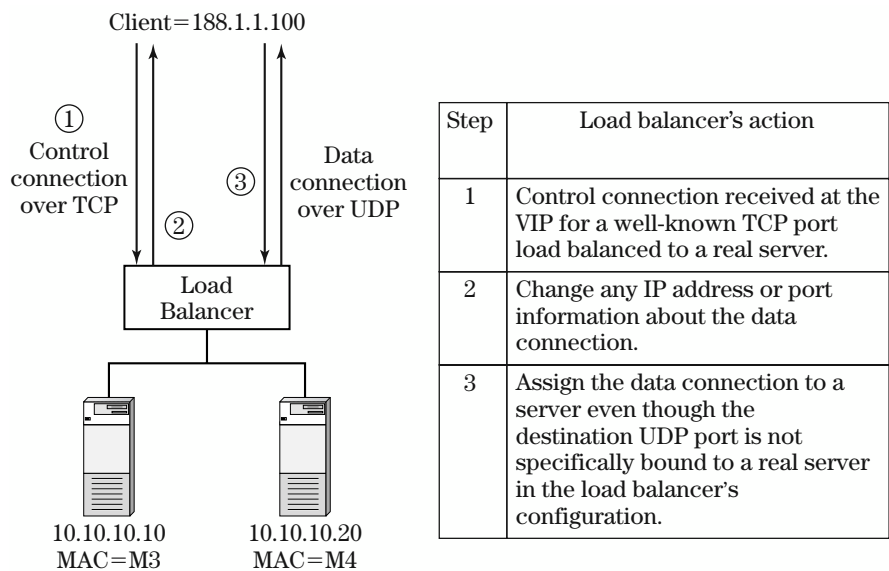 Client=188.1.1.100
①
Control
connection
over TCP
②
③
Data
connection
over UDP
Load
Balancer
10.10.10.10
MAC=M3
10.10.10.20
MAC=M4
Step
Load balancer's action
1
Control connection received at the
VIP for a well-known TCP port
load balanced to a real server.
2
Change any IP address or port
information about the data
connection.
3
Assign the data connection to a
server even though the
destination UDP port is not
specifically bound to a real server
in the load balancer's
configuration.